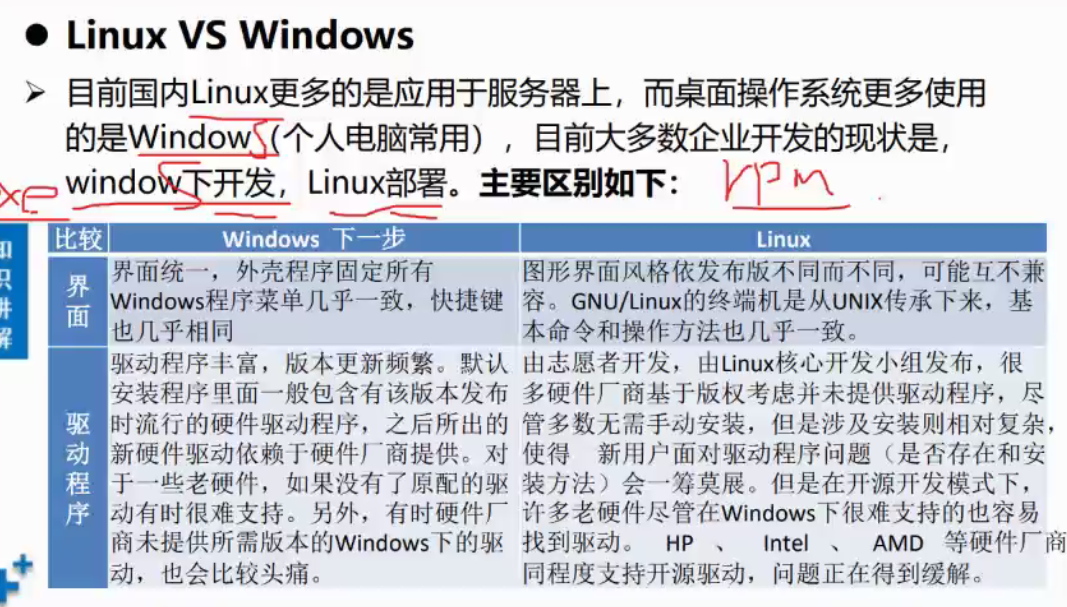 ● Linux VS Windows
➢ 目前国内Linux更多的是应用于服务器上，而桌面操作系统更多使用
的是Windows(个人电脑常用），目前大多数企业开发的现状是，
window下开发，Linux部署。主要区别如下：
rpm
xe
知识讲解
比较 Windows 下一步 Linux
界面
界面统一，外壳程序固定所有
Windows程序菜单几乎一致，快捷键
也几乎相同
图形界面风格依发布版不同而不同，可能互不兼
容。GNU/Linux的终端机是从UNIX传承下来，基
本命令和操作方法也几乎一致。
驱动程序
驱动程序丰富，版本更新频繁。默认
安装程序里面一般包含有该版本发布
时流行的硬件驱动程序，之后所出的
新硬件驱动依赖于硬件厂商提供。对
于一些老硬件，如果没有了原配的驱
动有时很难支持。另外，有时硬件厂
商未提供所需版本的Windows下的驱
动，也会比较头痛。
由志愿者开发，由Linux核心开发小组发布，很
多硬件厂商基于版权考虑并未提供驱动程序，尽
管多数无需手动安装，但是涉及安装则相对复杂，
使得 新用户面对驱动程序问题（是否存在和安
装方法）会一筹莫展。但是在开源开发模式下，
许多老硬件尽管在Windows下很难支持的也容易
找到驱动。 HP 、 Intel 、 AMD 等硬件厂商
同程度支持开源驱动，问题正在得到缓解。